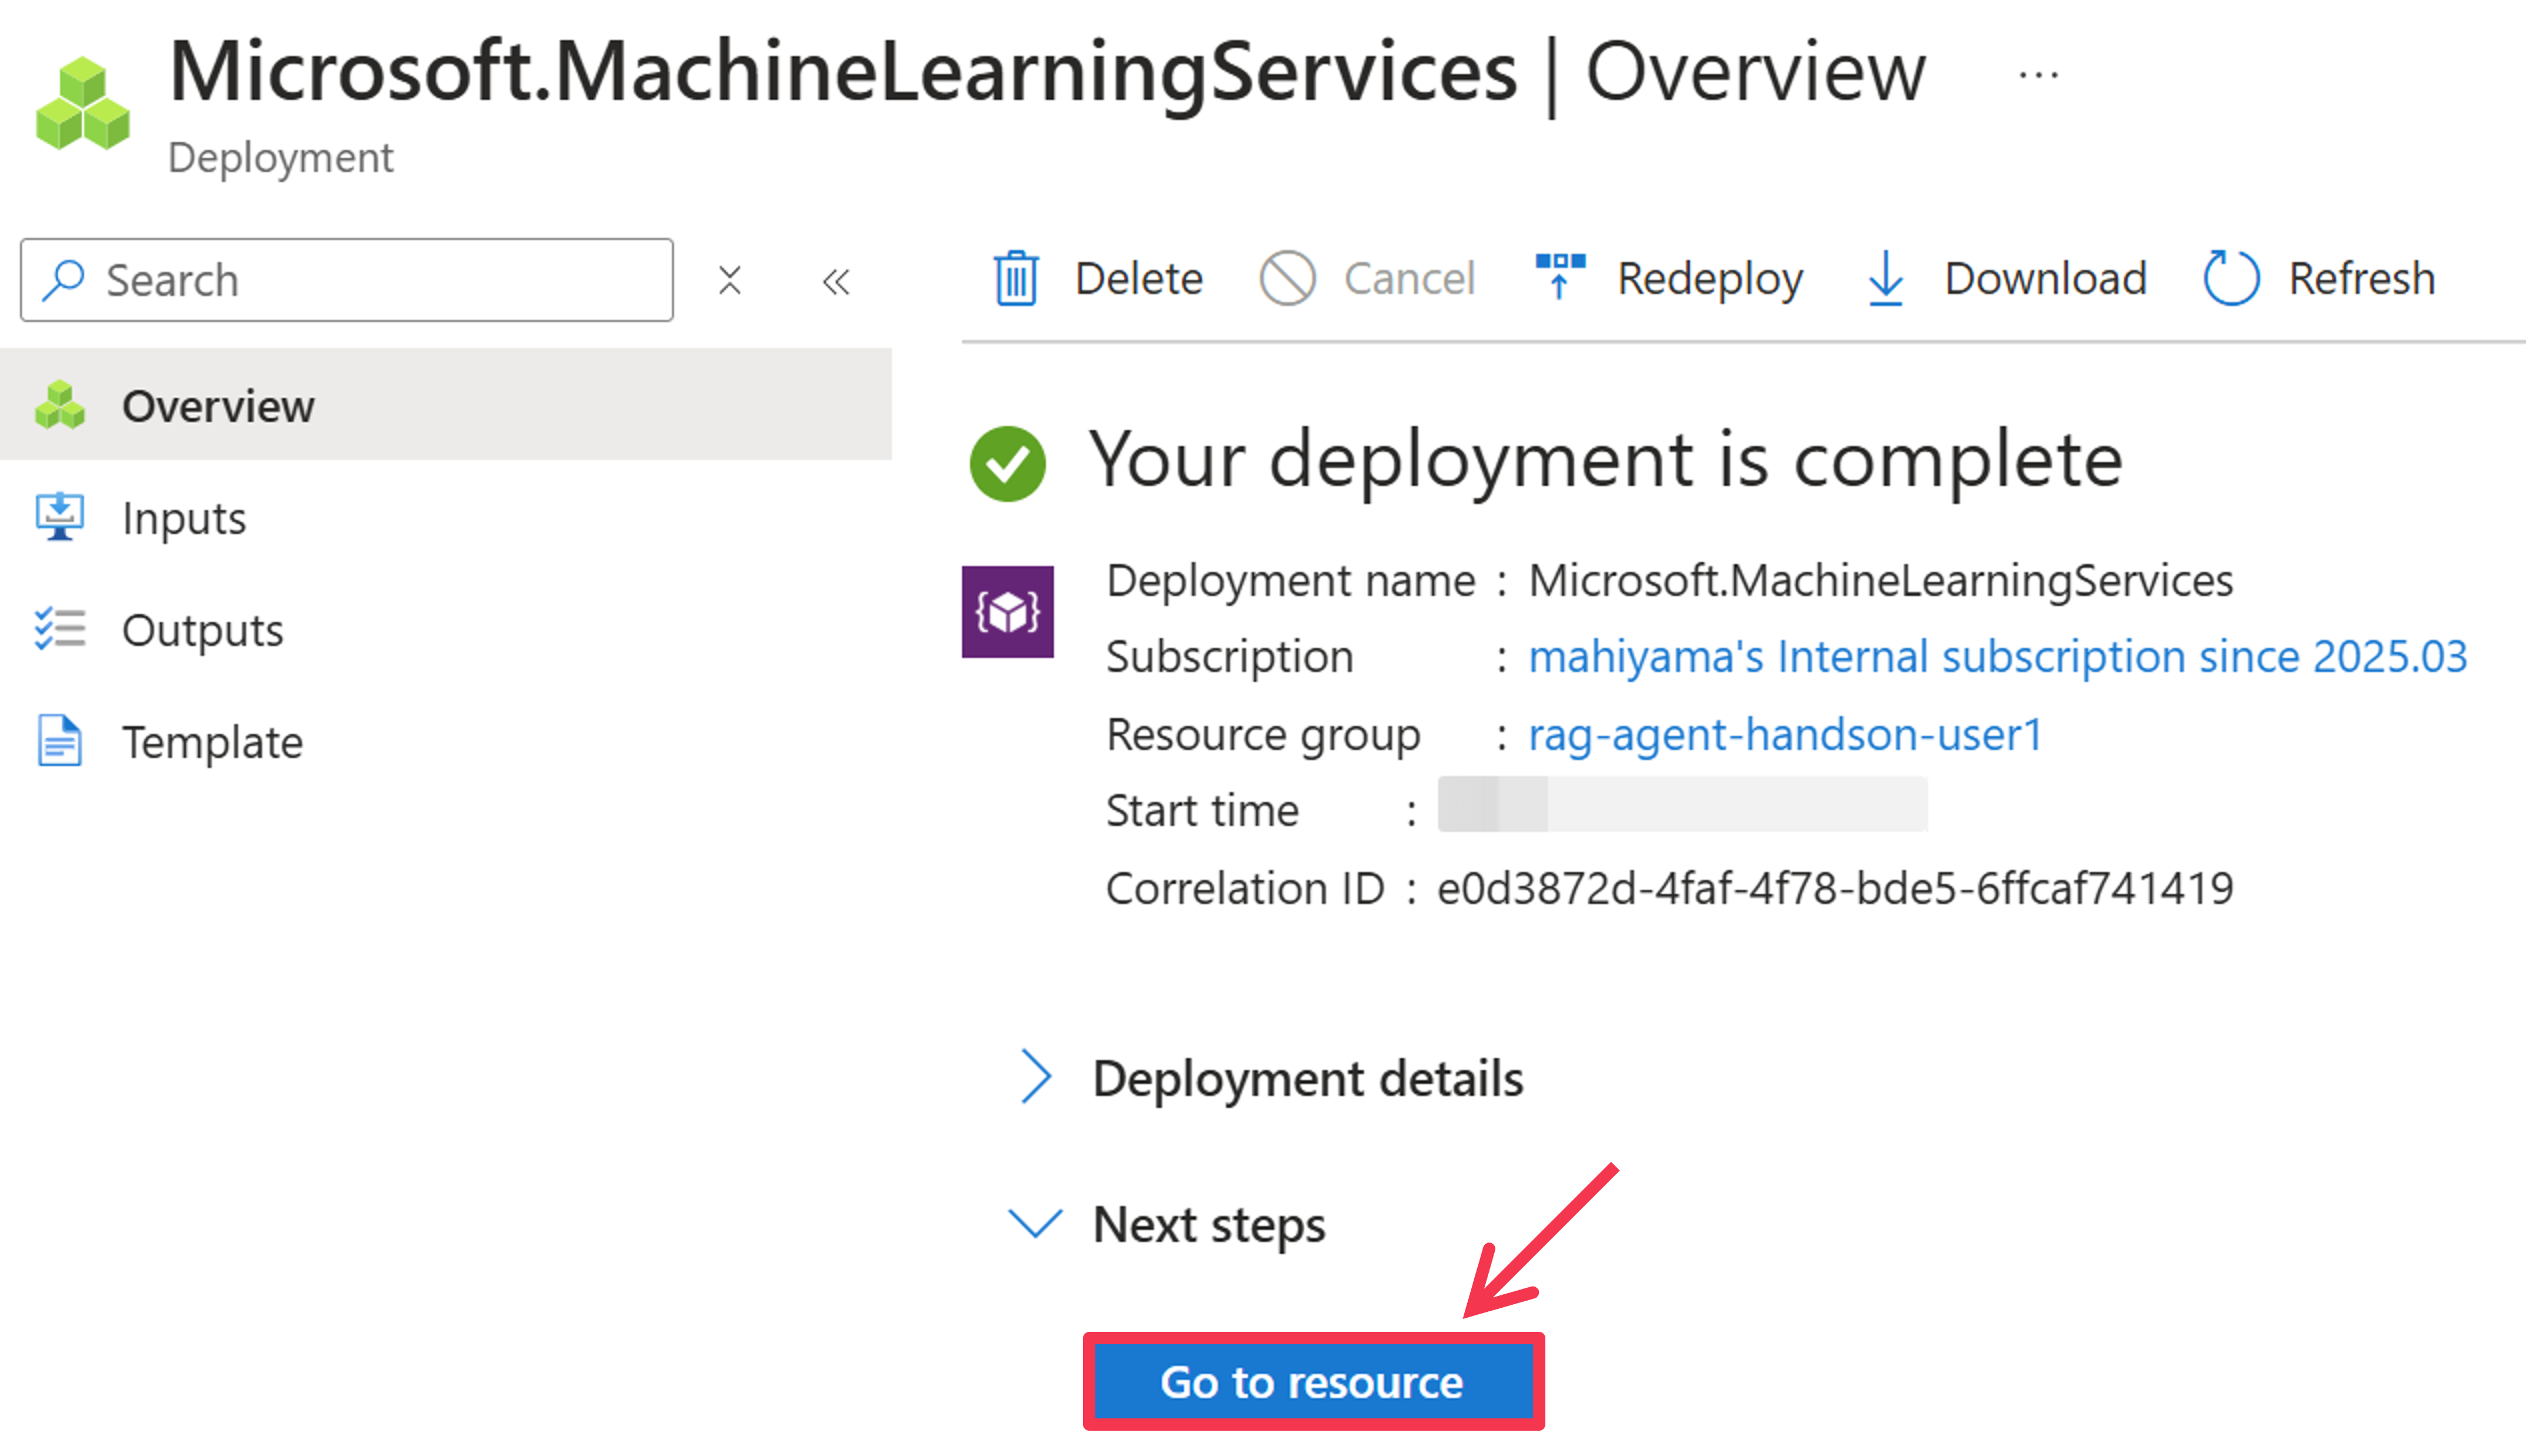 Microsoft.MachineLearningServices | Overview ...
Deployment
Search
Delete Cancel Redeploy Download Refresh
Overview
Inputs
Outputs
Template
Your deployment is complete
Deployment name : Microsoft.MachineLearningServices
Subscription : mahiyama's Internal subscription since 2025.03
Resource group : rag-agent-handson-user1
Start time :
Correlation ID : e0d3872d-4faf-4f78-bde5-6ffcaf741419
Deployment details
Next steps
Go to resource